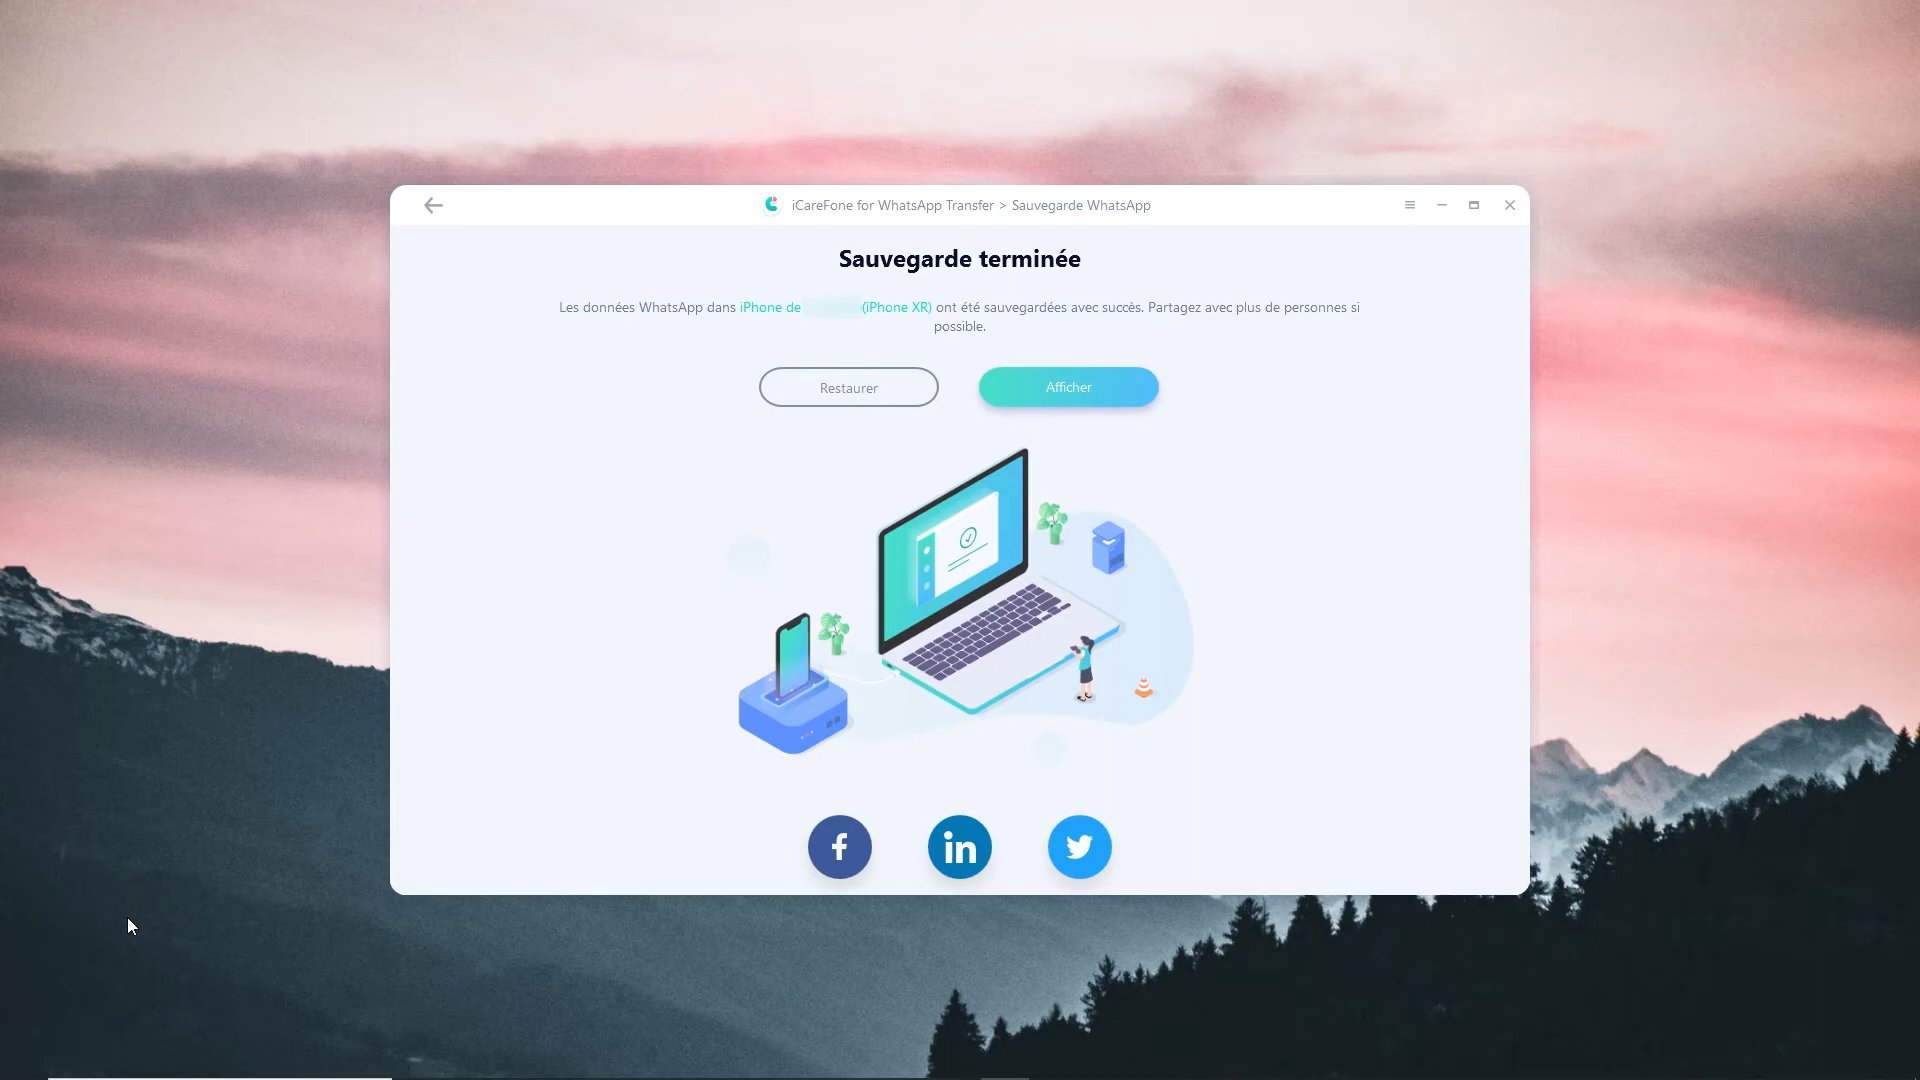 iCareFone for WhatsApp Transfer > Sauvegarde WhatsApp
Sauvegarde terminée
Les données WhatsApp dans iPhone de (iPhone XR) ont été sauvegardées avec succès. Partagez avec plus de personnes si
possible.
Restaurer
Afficher
f in